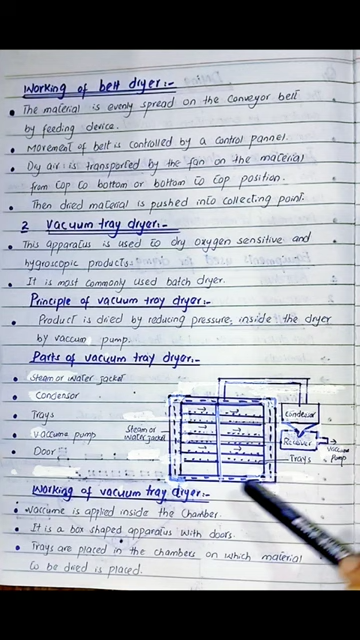 Working of belt dryer:-
The material is evenly spread on the conveyor belt
by feeding device.
Movement of belt is controlled by a control pannel.
Dry air is transported by the fan on the material
from top to bottom or bottom to top position.
Then dried material is pushed into collecting point.
2 Vacuum tray dryer:-
This apparatus is used to dry oxygen sensitive and
hygroscopic products.
It is most commonly used batch dryer.
Principle of vacuum tray dryer:-
Product is dried by reducing pressure, inside the dryer
by vaccum pump.
Parts of vacuum tray dryer:-
Steam or water jacket
Condensor
Trays
vaccume pump
Door
Steam or
water jacket
condensor
Reciever
Trays
vaccum
Pump
Working of vacuum tray dryer:-
vaccume is applied inside the chamber.
It is a box shaped apparatus with doors.
Trays are placed in the chambers on which material
to be dried is placed.